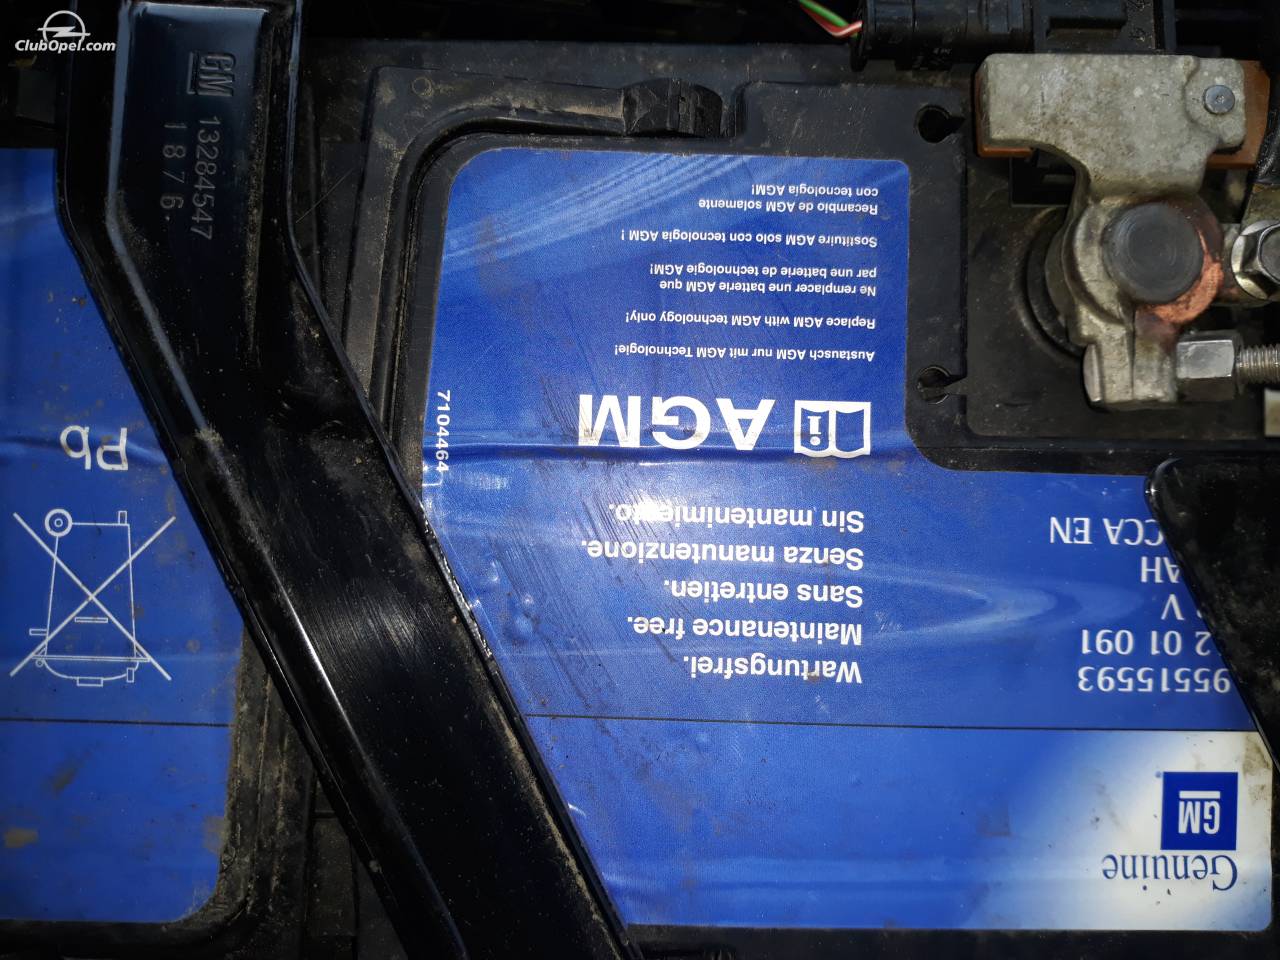 ClubOpel.com
GM 13284547
1876.
Genuine
GM
95515593
2 01 091
V
AH
CCA EN
Wartungsfrei.
Maintenance free.
Sans entretien.
Senza manutenzione.
Sin mantenimiento.
i AGM
Austausch AGM nur mit AGM Technologie!
Replace with AGM technology only!
Ne remplacer une batterie AGM que
par une batterie de technologie AGM!
Sostituire AGM solo con tecnologia AGM !
Recambio de AGM solamente
con tecnologia AGM!
7104464
Pb